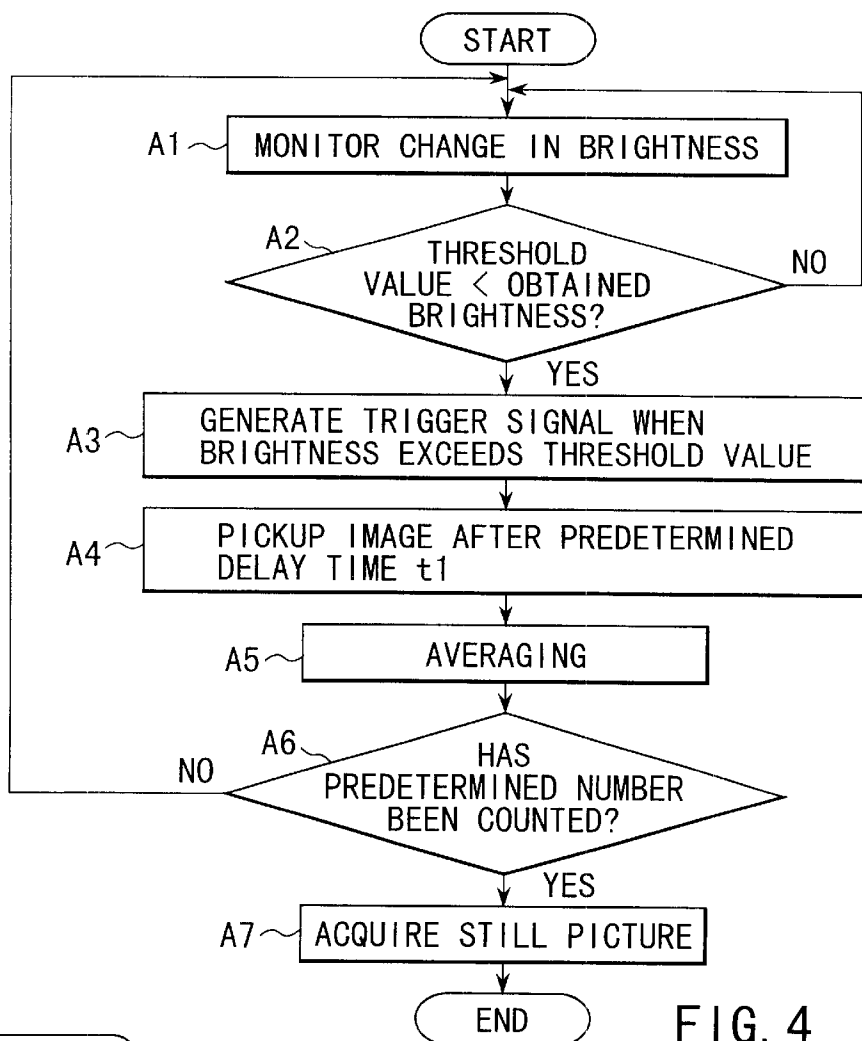 START
A1
MONITOR CHANGE IN BRIGHTNESS
A2
THRESHOLD
VALUE < OBTAINED
BRIGHTNESS?
NO
YES
A3
GENERATE TRIGGER SIGNAL WHEN
BRIGHTNESS EXCEEDS THRESHOLD VALUE
A4
PICKUP IMAGE AFTER PREDETERMINED
DELAY TIME t1
A5
AVERAGING
A6
HAS
PREDETERMINED NUMBER
BEEN COUNTED?
NO
YES
A7
ACQUIRE STILL PICTURE
END
FIG. 4